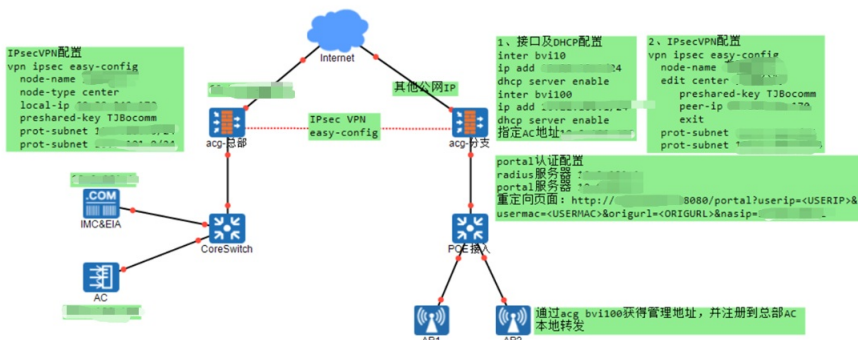 IPsecVPN配置
vpn ipsec easy-config
node-name
node-type center
local-ip
preshared-key TJBocomm
prot-subnet
prot-subnet
Internet
其他公网IP
acg-总部
IPsec VPN
easy-config
acg-分支
.COM
IMC&EIA
CoreSwitch
AC
1、接口及DHCP配置
inter bvi10
ip add 24
dhcp server enable
inter bvi100
ip add
dhcp server enable
指定AC地址
2、IPsecVPN配置
vpn ipsec easy-config
node-name
edit center
preshared-key TJBocomm
peer-ip
exit
prot-subnet
prot-subnet
portal认证配置
radius服务器
portal服务器
重定向页面: http:// 8080/portal?userip=<USERIP>&
usermac=<USERMAC>&origurl=<ORIGURL>&nasip=
POE接入
AP1
AP2
通过acg bvi100获得管理地址，并注册到总部AC
本地转发